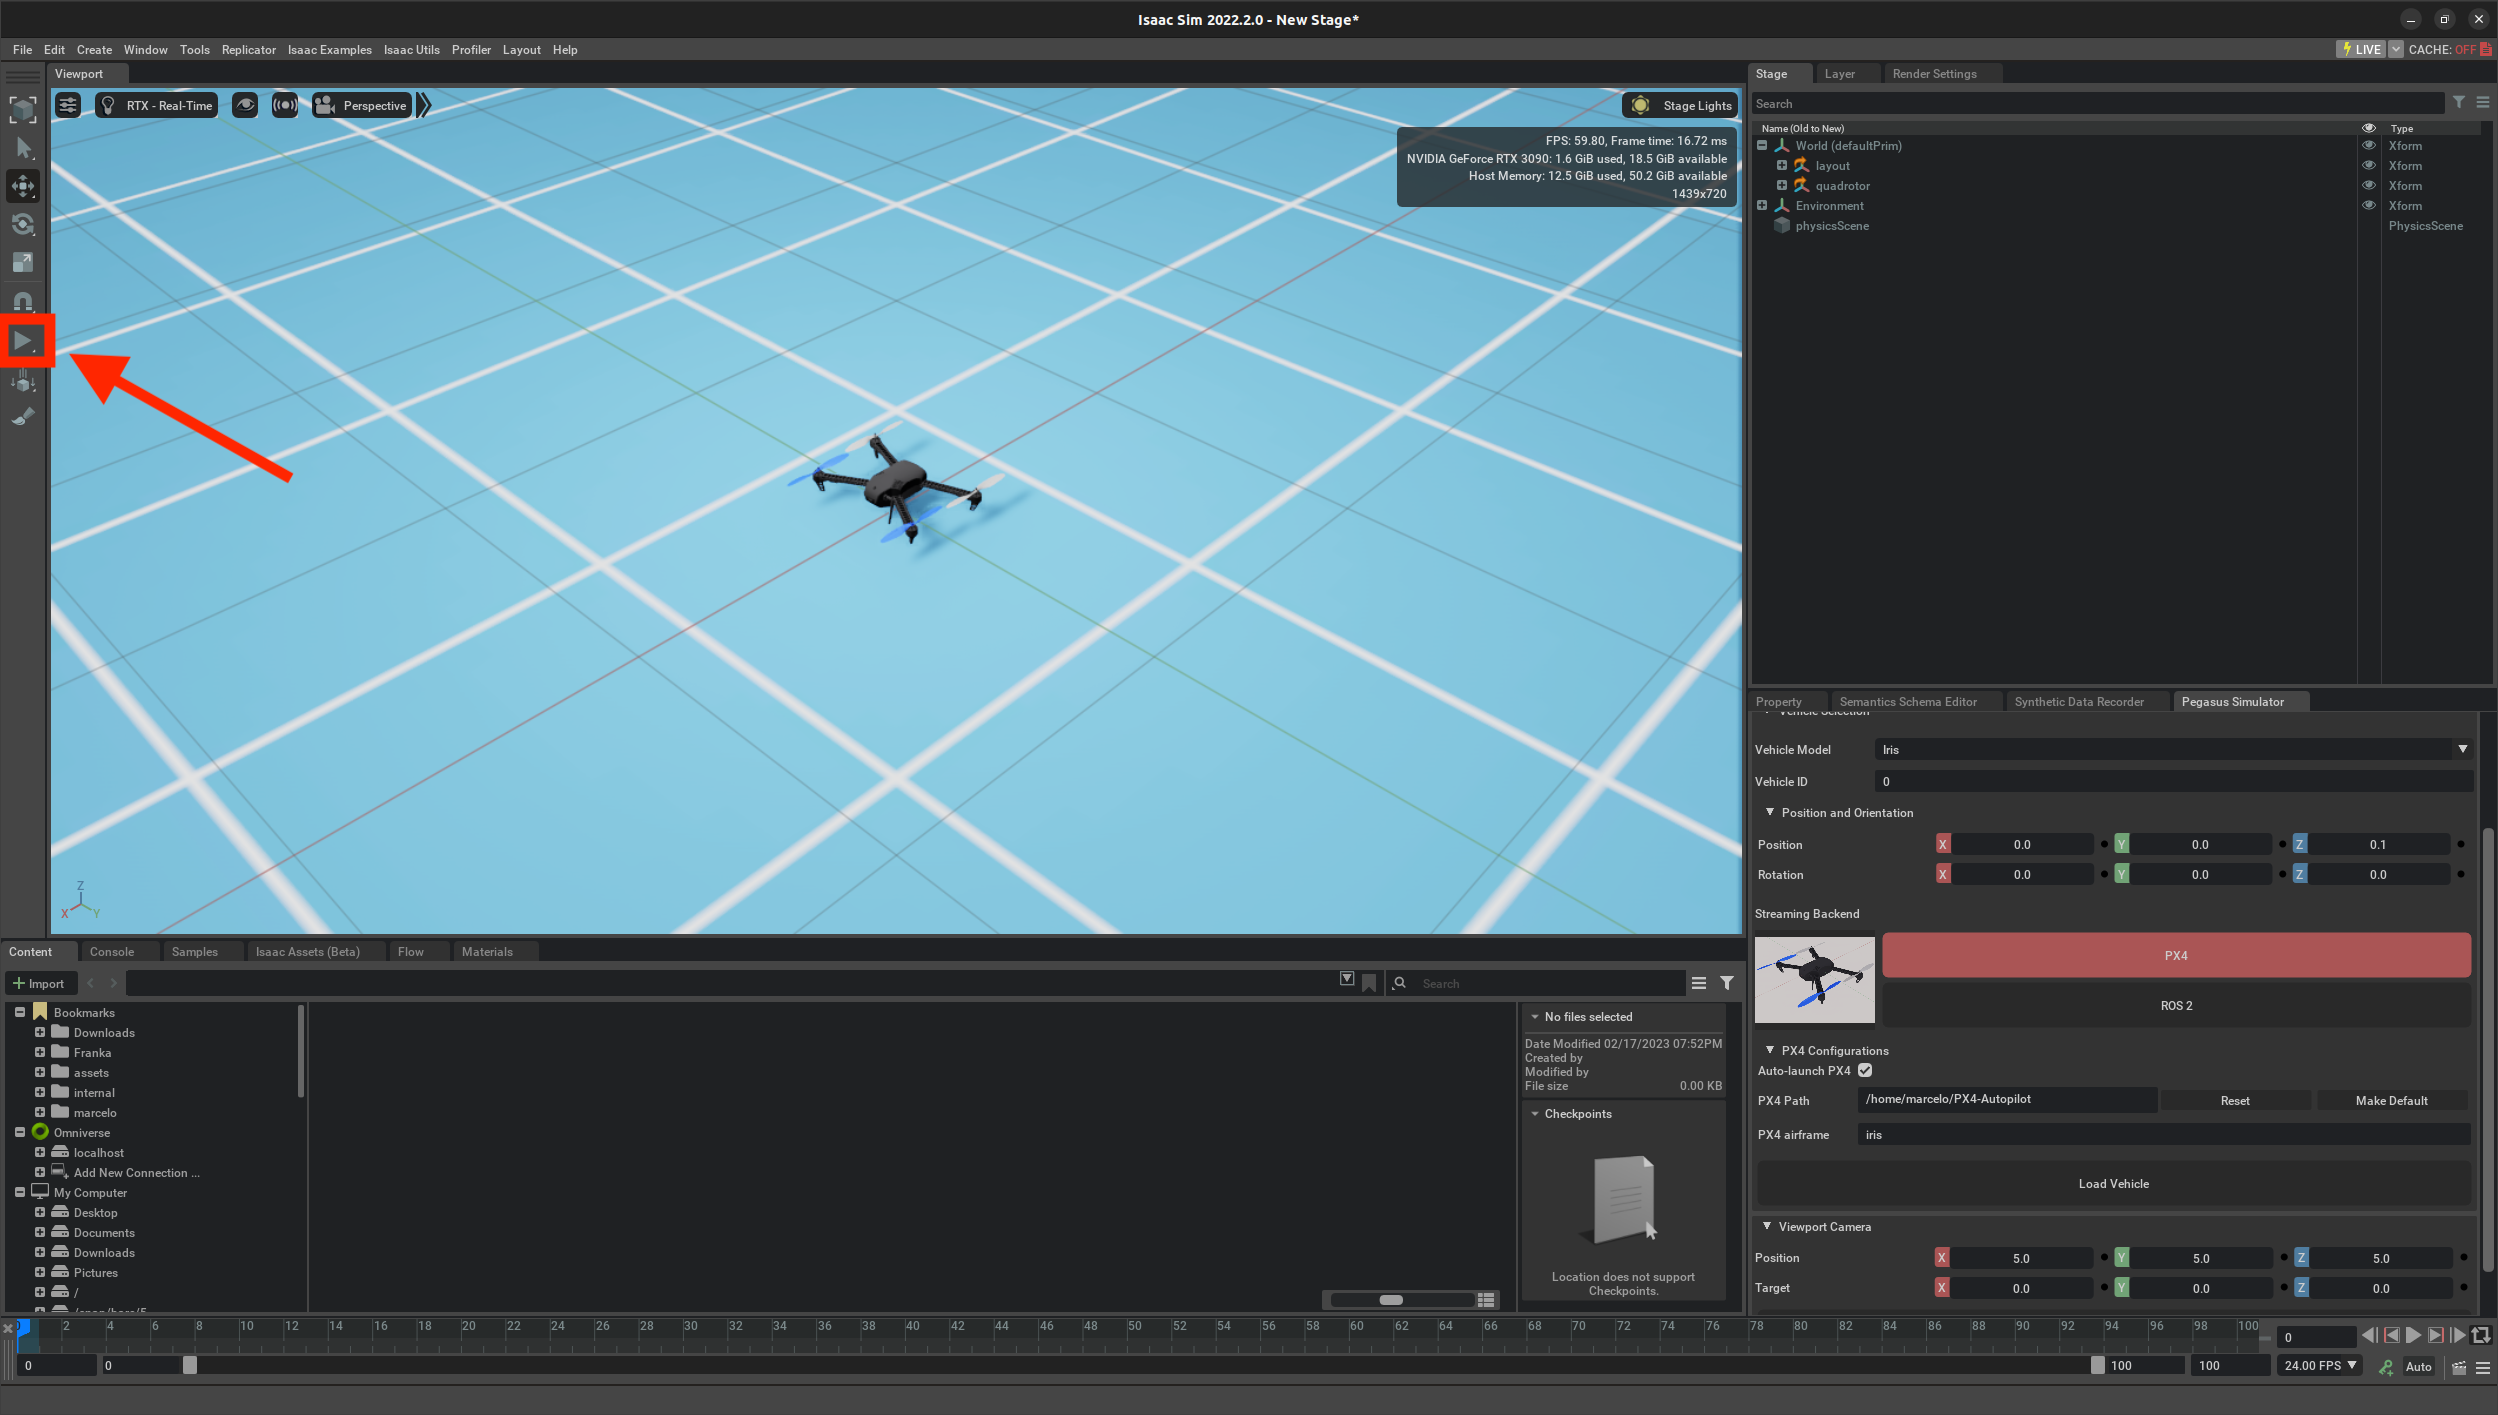 Isaac Sim 2022.2.0 - New Stage*
File Edit Create Window Tools Replicator Isaac Examples Isaac Utils Profiler Layout Help
LIVE CACHE: OFF
Viewport
RTX - Real-Time
Perspective
Stage Lights
FPS: 59.80, Frame time: 16.72 ms
NVIDIA GeForce RTX 3090: 1.6 GiB used, 18.5 GiB available
Host Memory: 12.5 GiB used, 50.2 GiB available
1439x720
Z
X Y
Stage Layer Render Settings
Search
Name (Old to New) Type
World (defaultPrim) Xform
layout Xform
quadrotor Xform
Environment Xform
physicsScene PhysicsScene
Property Semantics Schema Editor Synthetic Data Recorder Pegasus Simulator
Vehicle Selection
Vehicle Model Iris
Vehicle ID 0
Position and Orientation
Position X 0.0 Y 0.0 Z 0.1
Rotation X 0.0 Y 0.0 Z 0.0
Streaming Backend
PX4
ROS 2
PX4 Configurations
Auto-launch PX4
PX4 Path /home/marcelo/PX4-Autopilot Reset Make Default
PX4 airframe iris
Load Vehicle
Viewport Camera
Position X 5.0 Y 5.0 Z 5.0
Target X 0.0 Y 0.0 Z 0.0
Content Console Samples Isaac Assets (Beta) Flow Materials
Import Search
Bookmarks
Downloads
Franka
assets
internal
marcelo
Omniverse
localhost
Add New Connection ...
My Computer
Desktop
Documents
Downloads
Pictures
/
No files selected
Date Modified 02/17/2023 07:52PM
Created by
Modified by
File size 0.00 KB
Checkpoints
Location does not support
Checkpoints.
0 2 4 6 8 10 12 14 16 18 20 22 24 26 28 30 32 34 36 38 40 42 44 46 48 50 52 54 56 58 60 62 64 66 68 70 72 74 76 78 80 82 84 86 88 90 92 94 96 98 100
0
0 0 100 100 24.00 FPS Auto